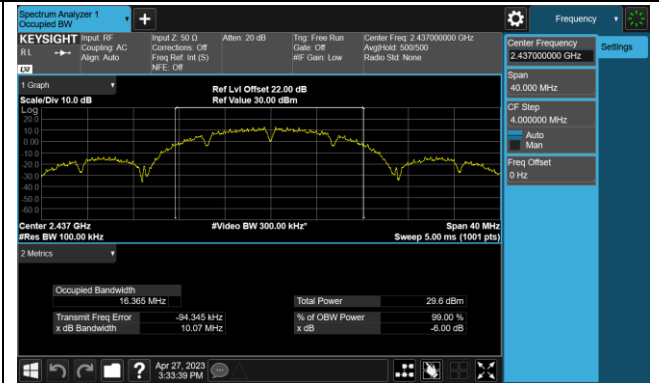 Spectrum Analyzer 1
Occupied BW
Frequency
KEYSIGHT
RL
Input: RF
Coupling: AC
Align: Auto
Input Z: 50 Ω
Corrections: Off
Freq Ref: Int (S)
NFE: Off
Atten: 20 dB
Trig: Free Run
Gate: Off
#IF Gain: Low
Center Freq: 2.437000000 GHz
Avg|Hold: 500/500
Radio Std: None
Center Frequency
2.437000000 GHz
Settings
Span
40.000 MHz
CF Step
4.000000 MHz
Auto
Man
Freq Offset
0 Hz
1 Graph
Scale/Div 10.0 dB
Ref Lvl Offset 22.00 dB
Ref Value 30.00 dBm
Log
20.0
10.0
0.00
-10.0
-20.0
-30.0
-40.0
-50.0
-60.0
Center 2.437 GHz
#Res BW 100.00 kHz
#Video BW 300.00 kHz*
Span 40 MHz
Sweep 5.00 ms (1001 pts)
2 Metrics
Occupied Bandwidth
16.365 MHz
Total Power 29.6 dBm
Transmit Freq Error -94.345 kHz
% of OBW Power 99.00 %
x dB Bandwidth 10.07 MHz
x dB -6.00 dB
Apr 27, 2023
3:33:39 PM